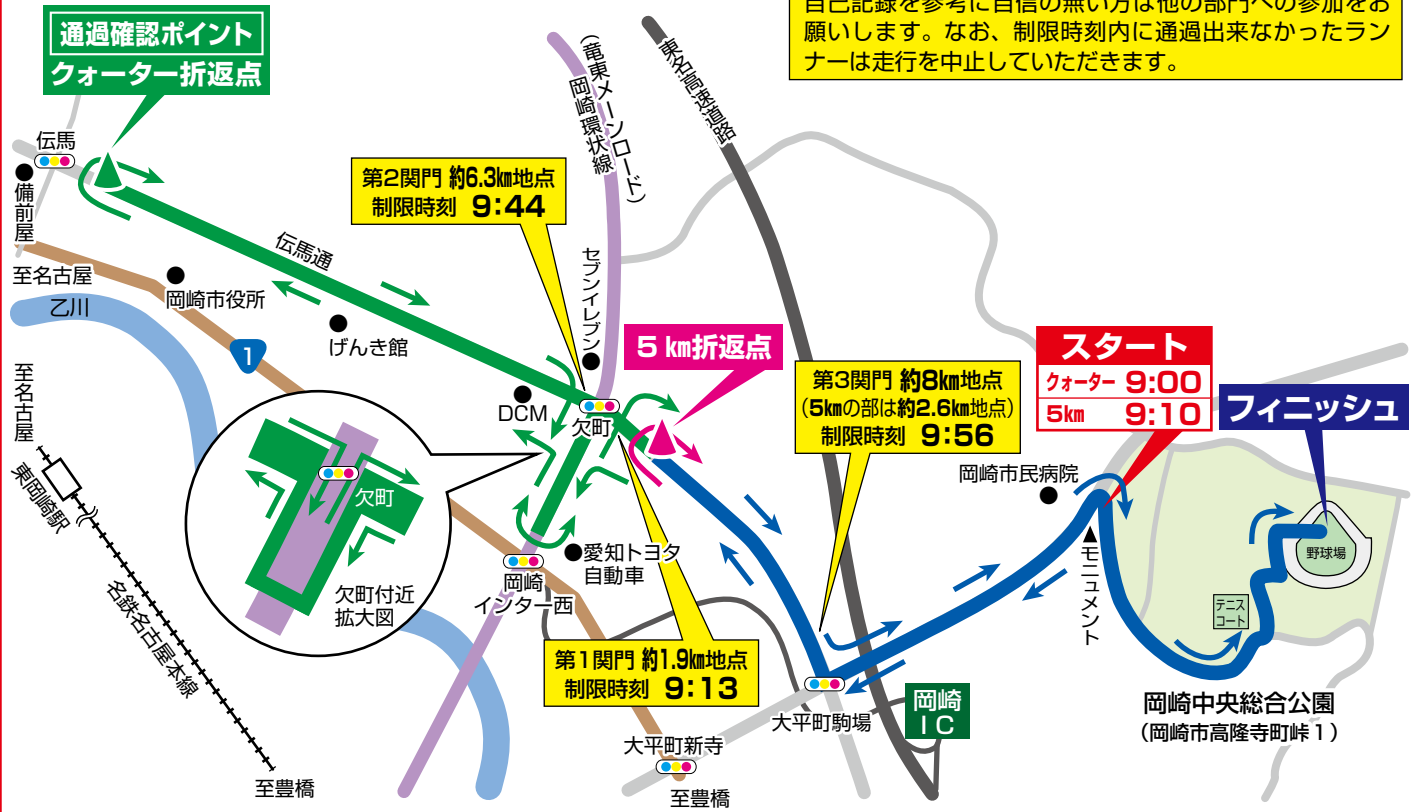 自己記録を参考に自信の無い方は他の部門への参加をお
願いします。なお、制限時刻内に通過出来なかったラン
ナーは走行を中止していただきます。
通過確認ポイント
クォーター折返点
伝馬
備前屋
至名古屋
乙川
岡崎市役所
伝馬通
げんき館
1
第2関門 約6.3km地点
制限時刻 9:44
(竜東メーンロード)
岡崎環状線
東名高速道路
セブンイレブン
5km折返点
DCM
欠町
第3関門 約8km地点
(5kmの部は約2.6km地点)
制限時刻 9:56
スタート
クォーター 9:00
5km 9:10
フィニッシュ
岡崎市民病院
モニュメント
野球場
テニス
コート
至名古屋
東岡崎駅
名鉄名古屋本線
至豊橋
欠町
欠町付近
拡大図
愛知トヨタ
自動車
岡崎
インター西
第1関門 約1.9km地点
制限時刻 9:13
大平町駒場
岡崎
IC
大平町新寺
至豊橋
岡崎中央総合公園
(岡崎市高隆寺町峠1)